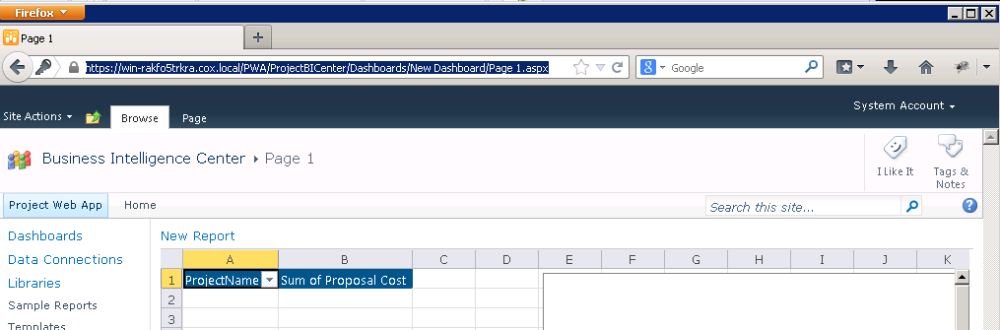 Firefox
Page 1
https://win-rakfo5trkra.cox.local/PWA/ProjectBICenter/Dashboards/New Dashboard/Page 1.aspx
Google
System Account
Site Actions
Browse
Page
Business Intelligence Center
Page 1
I Like It
Tags &
Notes
Project Web App
Home
Search this site...
Dashboards
Data Connections
Libraries
Sample Reports
Templates
New Report
A B C D E F G H I J K
1 ProjectName Sum of Proposal Cost
2
3